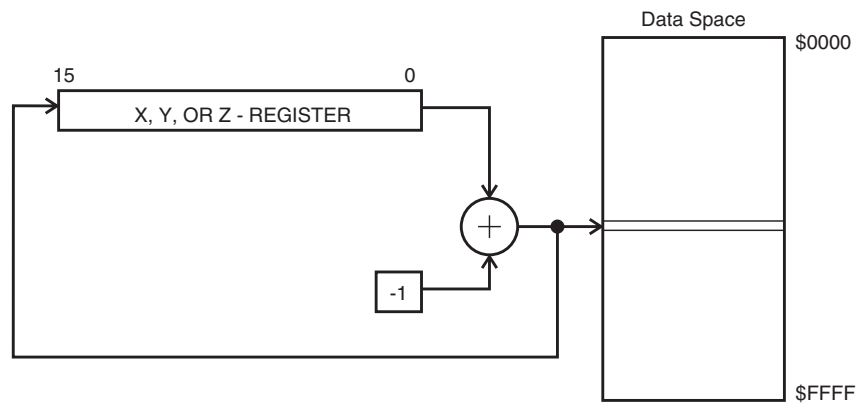 Data Space
$0000
15
0
X, Y, OR Z - REGISTER
+
-1
$FFFF